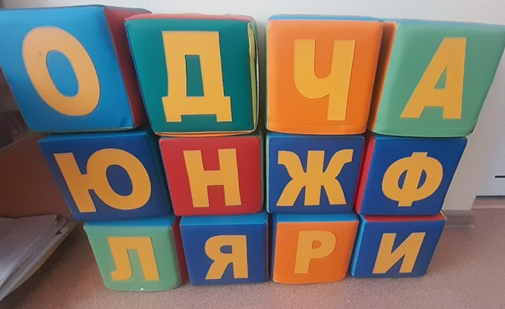 О Д Ч А
Ю Н Ж Ф
Л Я Р И